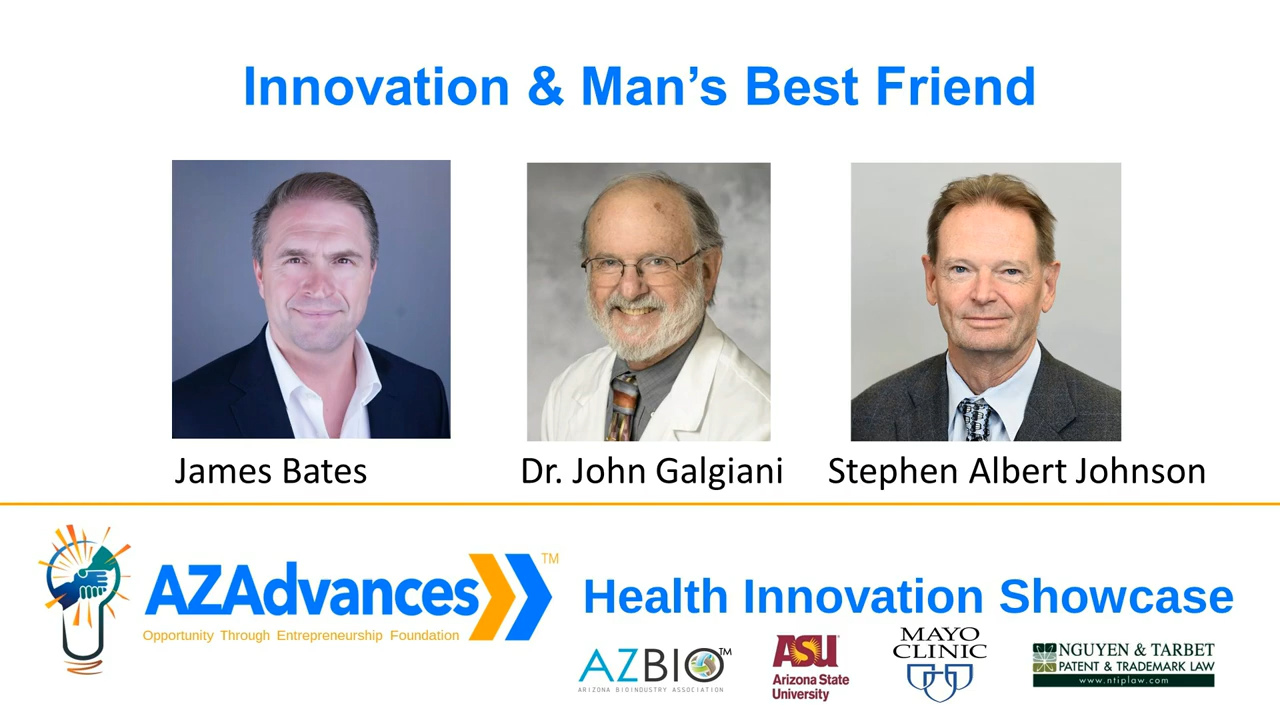 Innovation & Man’s Best Friend
James Bates
Dr. John Galgiani
Stephen Albert Johnson
AZAdvances TM
Opportunity Through Entrepreneurship Foundation
Health Innovation Showcase
AZBIO TM
ARIZONA BIOINDUSTRY ASSOCIATION
ASU
Arizona State
University
MAYO
CLINIC
NGUYEN & TARBET
PATENT & TRADEMARK LAW
www.ntiplaw.com